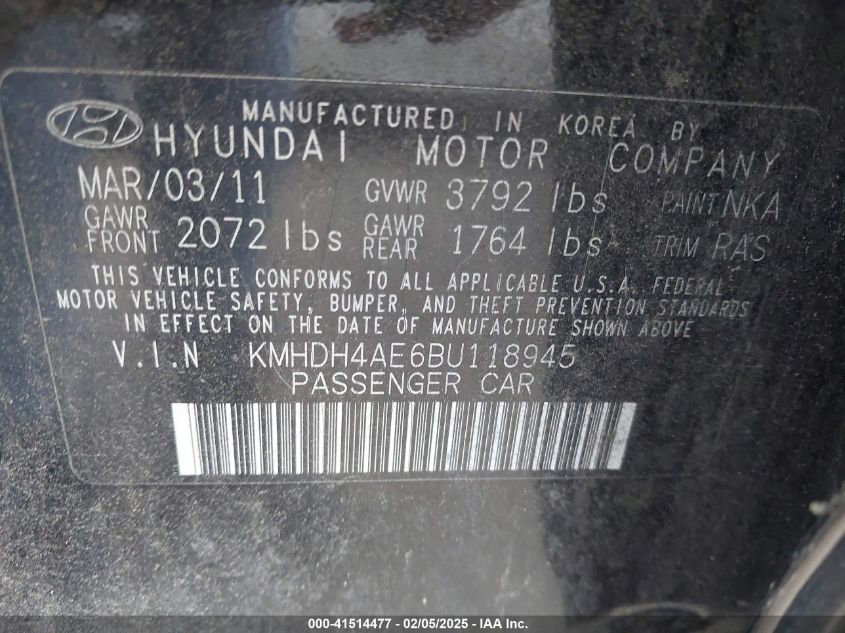 MANUFACTURED IN KOREA BY
HYUNDAI MOTOR COMPANY
MAR/03/11 GVWR 3792 lbs PAINT NKA
GAWR FRONT 2072 lbs GAWR REAR 1764 lbs TRIM RAS
THIS VEHICLE CONFORMS TO ALL APPLICABLE U.S.A. FEDERAL
MOTOR VEHICLE SAFETY, BUMPER, AND THEFT PREVENTION STANDARDS
IN EFFECT ON THE DATE OF MANUFACTURE SHOWN ABOVE
V.I.N KMHDH4AE6BU118945
PASSENGER CAR
000-41514477 - 02/05/2025 - IAA Inc.